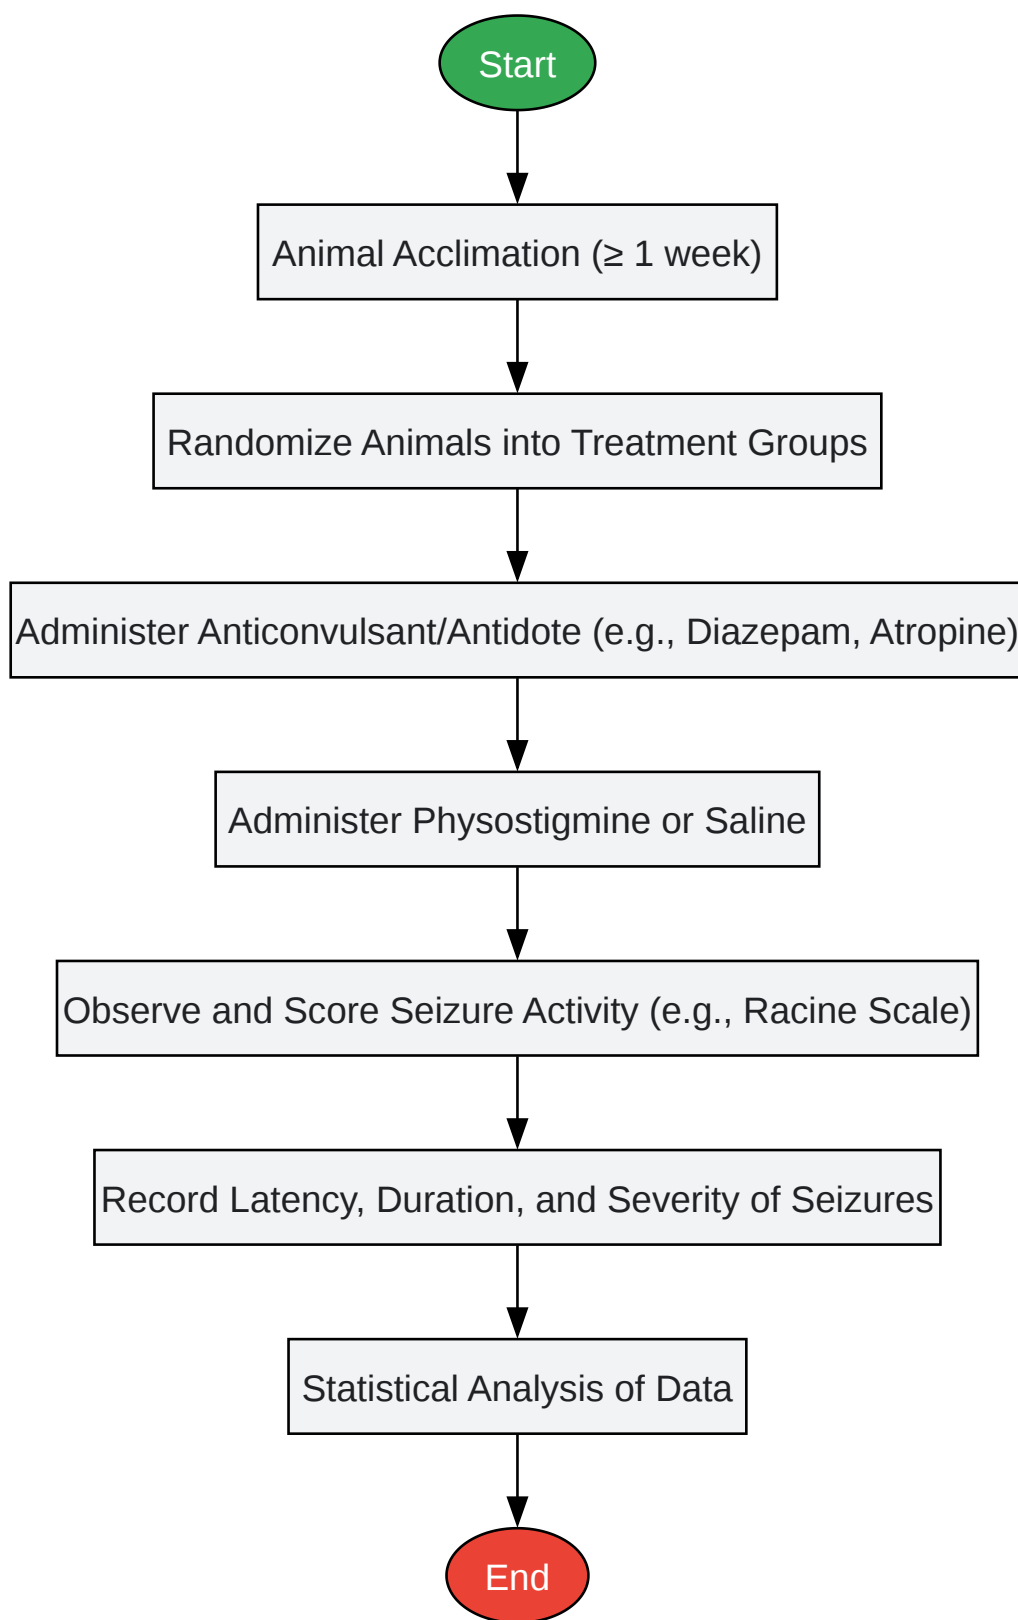 Start
Animal Acclimation (≥ 1 week)
Randomize Animals into Treatment Groups
Administer Anticonvulsant/Antidote (e.g., Diazepam, Atropine)
Administer Physostigmine or Saline
Observe and Score Seizure Activity (e.g., Racine Scale)
Record Latency, Duration, and Severity of Seizures
Statistical Analysis of Data
End